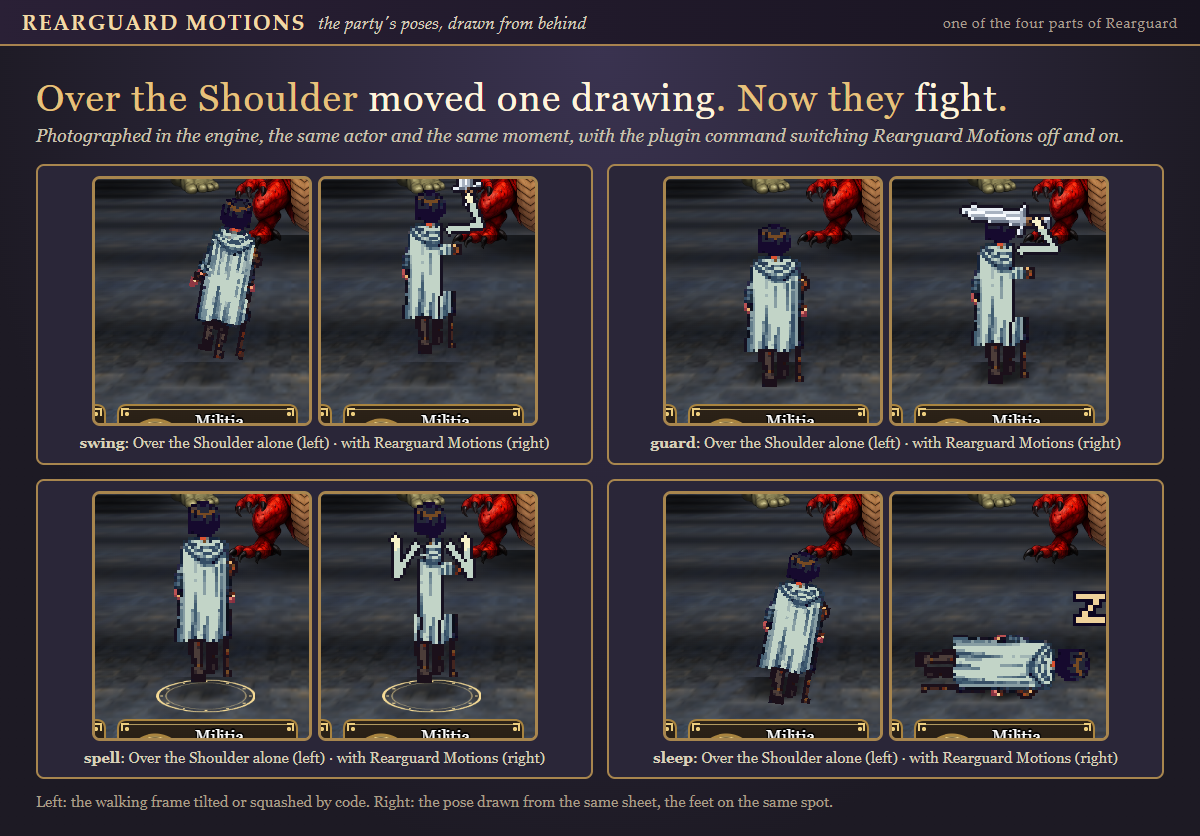 REARGUARD MOTIONS the party's poses, drawn from behind
one of the four parts of Rearguard
Over the Shoulder moved one drawing. Now they fight.
Photographed in the engine, the same actor and the same moment, with the plugin command switching Rearguard Motions off and on.
Militia
Militia
swing: Over the Shoulder alone (left) · with Rearguard Motions (right)
Militia
Militia
guard: Over the Shoulder alone (left) · with Rearguard Motions (right)
Militia
Militia
spell: Over the Shoulder alone (left) · with Rearguard Motions (right)
Z
Militia
Militia
sleep: Over the Shoulder alone (left) · with Rearguard Motions (right)
Left: the walking frame tilted or squashed by code. Right: the pose drawn from the same sheet, the feet on the same spot.